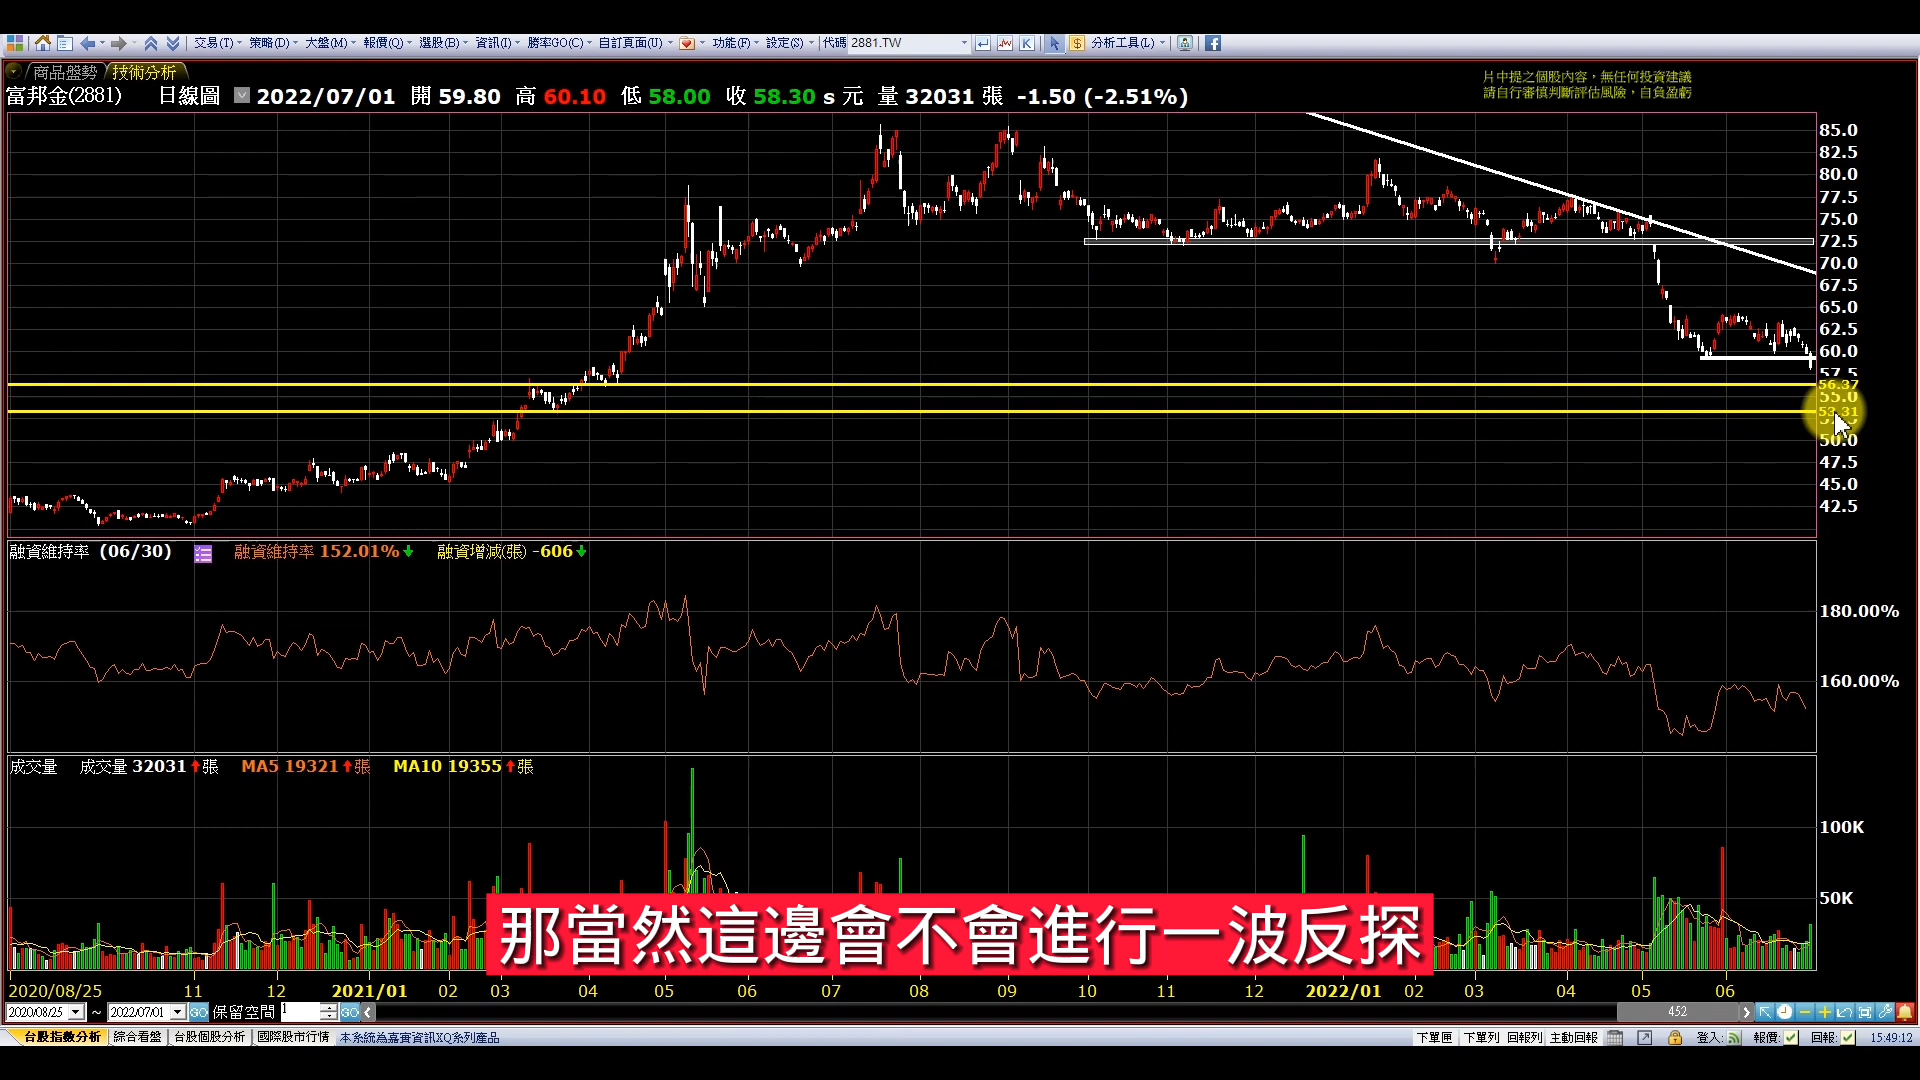 交易(T) 策略(D) 大盤(M) 報價(Q) 選股(B) 資訊(I) 勝率GO(C) 自訂頁面(U) 功能(F) 設定(S) 代碼 2881.TW K $ 分析工具(L)
商品盤勢 技術分析
片中提之個股內容，無任何投資建議
請自行審慎判斷評估風險，自負盈虧
富邦金(2881) 日線圖 2022/07/01 開 59.80 高 60.10 低 58.00 收 58.30 s 元 量 32031 張 -1.50 (-2.51%)
85.0
82.5
80.0
77.5
75.0
72.5
70.0
67.5
65.0
62.5
60.0
57.5
56.37
55.0
53.31
50.0
47.5
45.0
42.5
融資維持率 (06/30) 融資維持率 152.01% 融資增減(張) -606
180.00%
160.00%
成交量 成交量 32031 張 MA5 19321 張 MA10 19355 張
100K
50K
那當然這邊會不會進行一波反探
2020/08/25 11 12 2021/01 02 03 04 05 06 07 08 09 10 11 12 2022/01 02 03 04 05 06
2020/08/25 ~ 2022/07/01 GO 保留空間 1 GO 452
台股指數分析 綜合看盤 台股個股分析 國際股市行情 本系統為嘉實資訊XQ系列產品 下單匣 下單列 回報列 主動回報 登入: 報價: 回報: 15:49:12